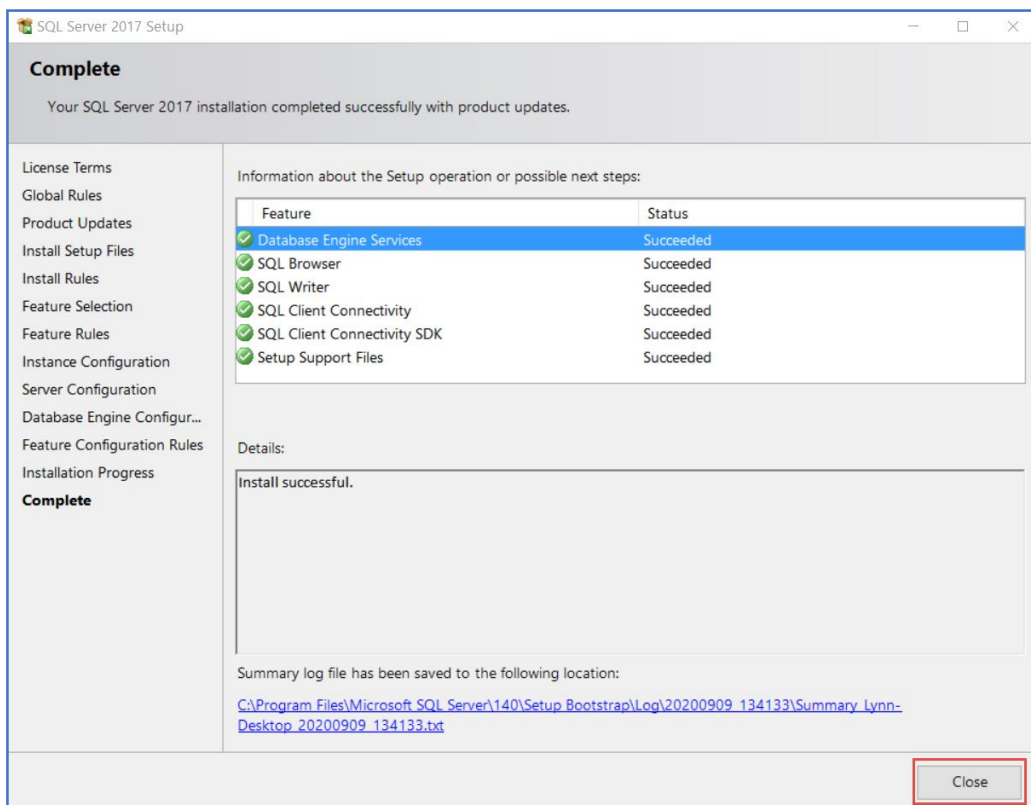 SQL Server 2017 Setup
Complete
Your SQL Server 2017 installation completed successfully with product updates.
License Terms
Global Rules
Product Updates
Install Setup Files
Install Rules
Feature Selection
Feature Rules
Instance Configuration
Server Configuration
Database Engine Configur...
Feature Configuration Rules
Installation Progress
Complete
Information about the Setup operation or possible next steps:
Feature Status
Database Engine Services Succeeded
SQL Browser Succeeded
SQL Writer Succeeded
SQL Client Connectivity Succeeded
SQL Client Connectivity SDK Succeeded
Setup Support Files Succeeded
Details:
Install successful.
Summary log file has been saved to the following location:
C:\Program Files\Microsoft SQL Server\140\Setup Bootstrap\Log\20200909_134133\Summary_Lynn-
Desktop_20200909_134133.txt
Close